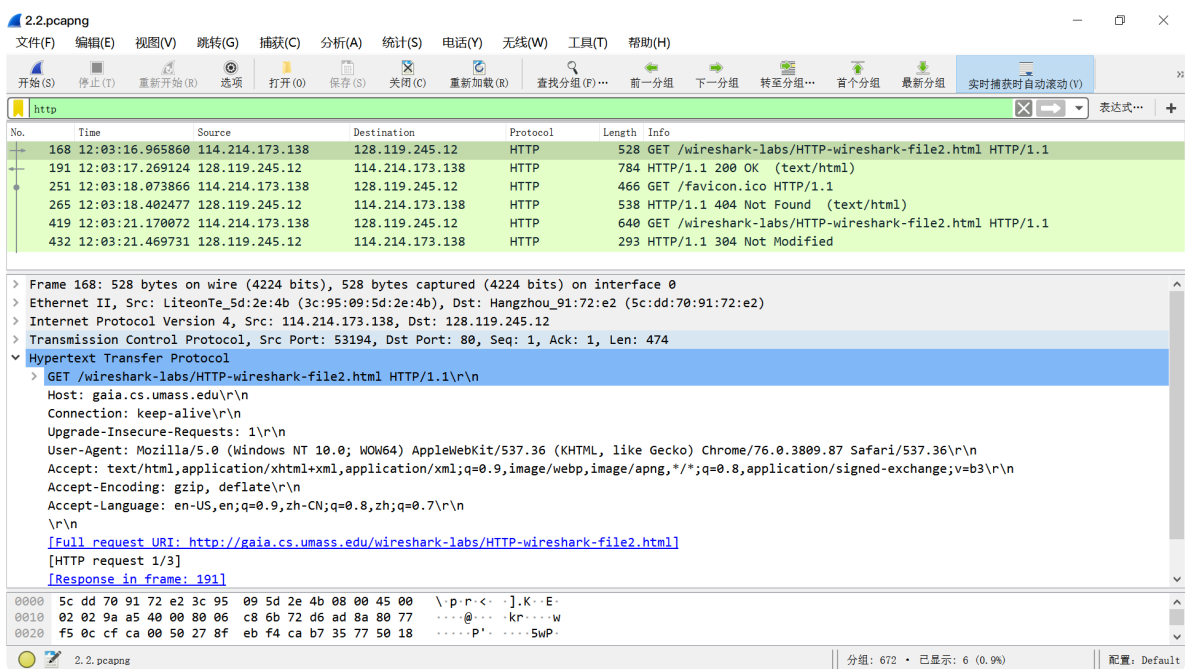 2.2.pcapng
文件(F) 编辑(E) 视图(V) 跳转(G) 捕获(C) 分析(A) 统计(S) 电话(Y) 无线(W) 工具(T) 帮助(H)
开始(S) 停止(T) 重新开始(R) 选项 打开(O) 保存(S) 关闭(C) 重新加载(R) 查找分组(F)… 前一分组 下一分组 转至分组… 首个分组 最新分组 实时捕获时自动滚动(V) »
http 表达式… +
No. Time Source Destination Protocol Length Info
168 12:03:16.965860 114.214.173.138 128.119.245.12 HTTP 528 GET /wireshark-labs/HTTP-wireshark-file2.html HTTP/1.1
191 12:03:17.269124 128.119.245.12 114.214.173.138 HTTP 784 HTTP/1.1 200 OK (text/html)
251 12:03:18.073866 114.214.173.138 128.119.245.12 HTTP 466 GET /favicon.ico HTTP/1.1
265 12:03:18.402477 128.119.245.12 114.214.173.138 HTTP 538 HTTP/1.1 404 Not Found (text/html)
419 12:03:21.170072 114.214.173.138 128.119.245.12 HTTP 640 GET /wireshark-labs/HTTP-wireshark-file2.html HTTP/1.1
432 12:03:21.469731 128.119.245.12 114.214.173.138 HTTP 293 HTTP/1.1 304 Not Modified
Frame 168: 528 bytes on wire (4224 bits), 528 bytes captured (4224 bits) on interface 0
Ethernet II, Src: LiteonTe_5d:2e:4b (3c:95:09:5d:2e:4b), Dst: Hangzhou_91:72:e2 (5c:dd:70:91:72:e2)
Internet Protocol Version 4, Src: 114.214.173.138, Dst: 128.119.245.12
Transmission Control Protocol, Src Port: 53194, Dst Port: 80, Seq: 1, Ack: 1, Len: 474
Hypertext Transfer Protocol
GET /wireshark-labs/HTTP-wireshark-file2.html HTTP/1.1\r\n
Host: gaia.cs.umass.edu\r\n
Connection: keep-alive\r\n
Upgrade-Insecure-Requests: 1\r\n
User-Agent: Mozilla/5.0 (Windows NT 10.0; WOW64) AppleWebKit/537.36 (KHTML, like Gecko) Chrome/76.0.3809.87 Safari/537.36\r\n
Accept: text/html,application/xhtml+xml,application/xml;q=0.9,image/webp,image/apng,*/*;q=0.8,application/signed-exchange;v=b3\r\n
Accept-Encoding: gzip, deflate\r\n
Accept-Language: en-US,en;q=0.9,zh-CN;q=0.8,zh;q=0.7\r\n
\r\n
[Full request URI: http://gaia.cs.umass.edu/wireshark-labs/HTTP-wireshark-file2.html]
[HTTP request 1/3]
[Response in frame: 191]
0000 5c dd 70 91 72 e2 3c 95 09 5d 2e 4b 08 00 45 00 \·p·r·<· ·].K··E·
0010 02 02 9a a5 40 00 80 06 c8 6b 72 d6 ad 8a 80 77 ····@··· ·kr····w
0020 f5 0c cf ca 00 50 27 8f eb f4 ca b7 35 77 50 18 ·····P'· ····5wP·
2.2.pcapng 分组: 672 · 已显示: 6 (0.9%) 配置: Default